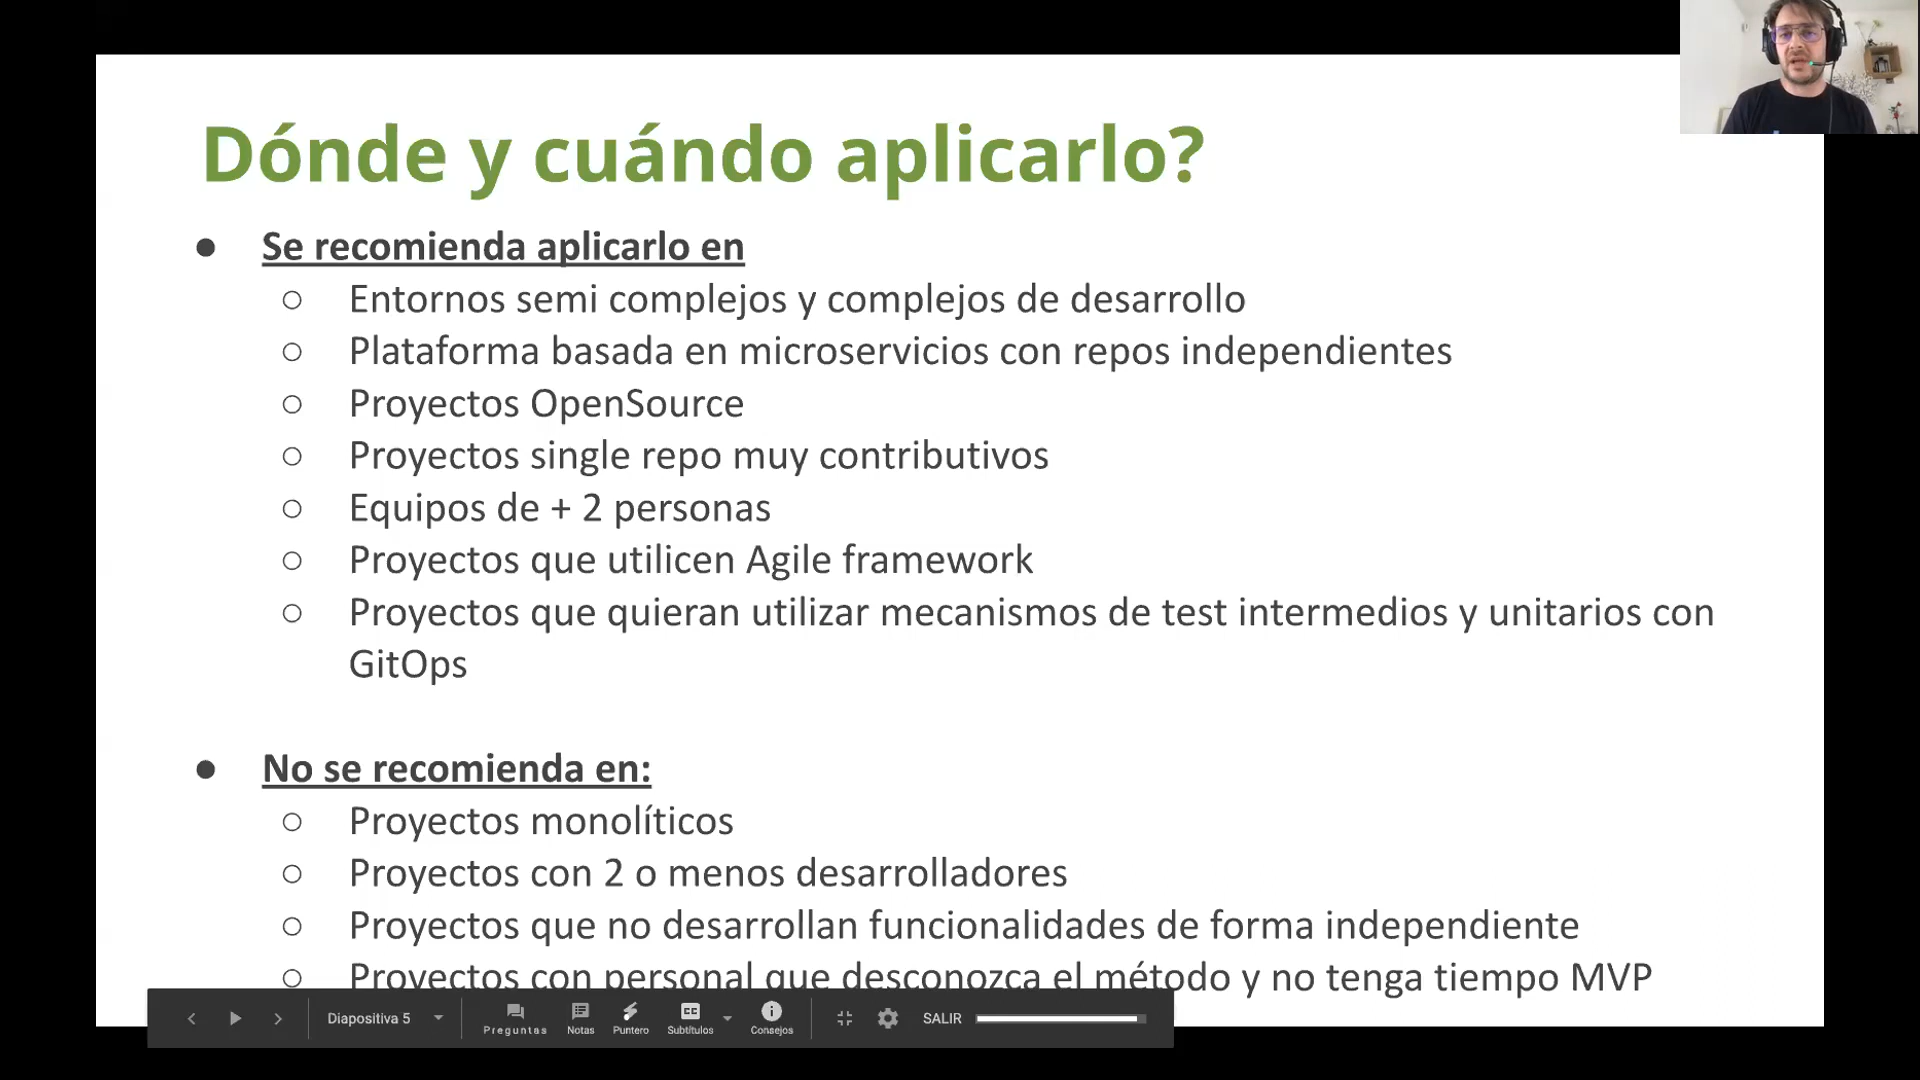 Dónde y cuándo aplicarlo?
● Se recomienda aplicarlo en
○ Entornos semi complejos y complejos de desarrollo
○ Plataforma basada en microservicios con repos independientes
○ Proyectos OpenSource
○ Proyectos single repo muy contributivos
○ Equipos de + 2 personas
○ Proyectos que utilicen Agile framework
○ Proyectos que quieran utilizar mecanismos de test intermedios y unitarios con
GitOps
● No se recomienda en:
○ Proyectos monolíticos
○ Proyectos con 2 o menos desarrolladores
○ Proyectos que no desarrollan funcionalidades de forma independiente
○ Proyectos con personal que desconozca el método y no tenga tiempo MVP
Diapositiva 5
Preguntas
Notas
Puntero
CC
Subtítulos
Consejos
SALIR